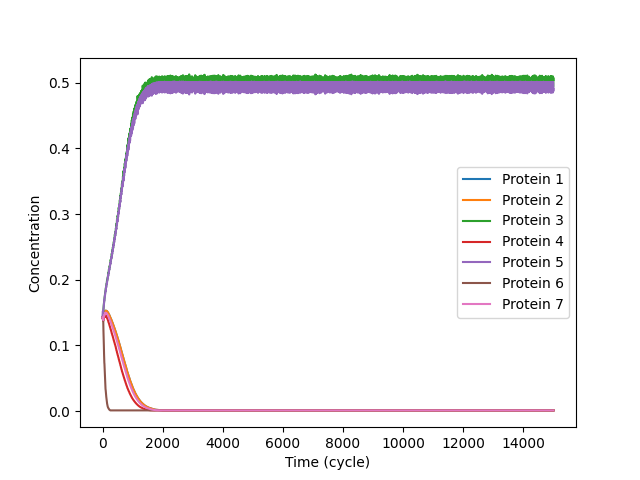 0.5
0.4
0.3
0.2
0.1
0.0
Concentration
Protein 1
Protein 2
Protein 3
Protein 4
Protein 5
Protein 6
Protein 7
0 2000 4000 6000 8000 10000 12000 14000
Time (cycle)